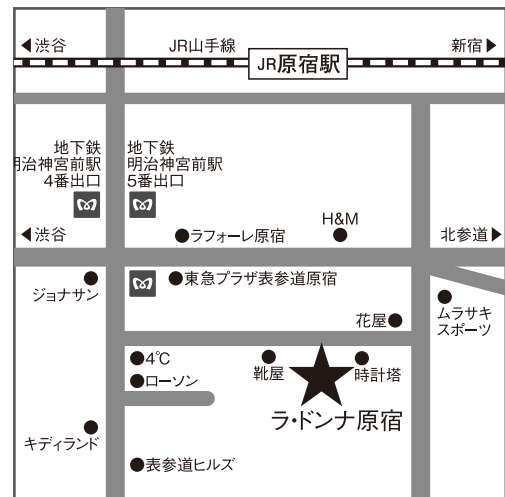 渋谷
JR山手線
新宿
JR原宿駅
地下鉄
明治神宮前駅
4番出口
地下鉄
明治神宮前駅
5番出口
渋谷
ラフォーレ原宿
H&M
北参道
ジョナサン
東急プラザ表参道原宿
ムラサキ
スポーツ
花屋
4℃
ローソン
靴屋
時計塔
ラ・ドンナ原宿
キディランド
表参道ヒルズ